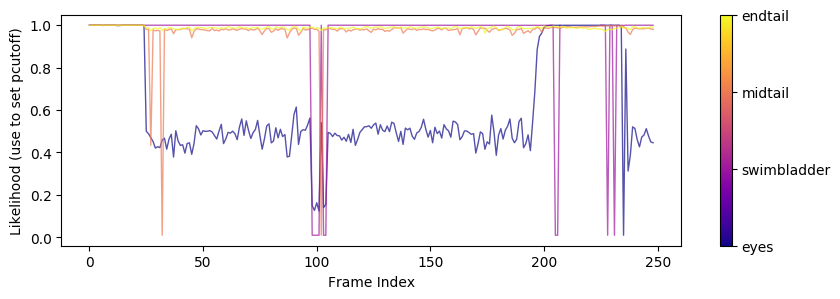 1.0
0.8
0.6
0.4
0.2
0.0
Likelihood (use to set pcutoff)
0
50
100
150
200
250
Frame Index
endtail
midtail
swimbladder
eyes